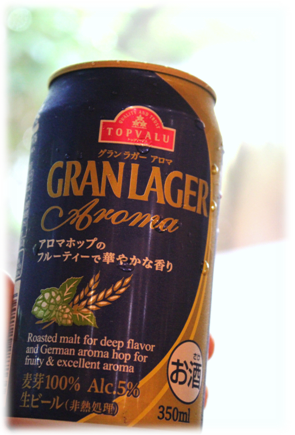 TOPVALU
グランラガー アロマ
GRANLAGER
Aroma
アロマホップの
フルーティーで華やかな香り
Roasted malt for deep flavor
and German aroma hop for
fruity & excellent aroma
麦芽100% Alc.5%
生ビール(非熱処理)
お酒
350ml